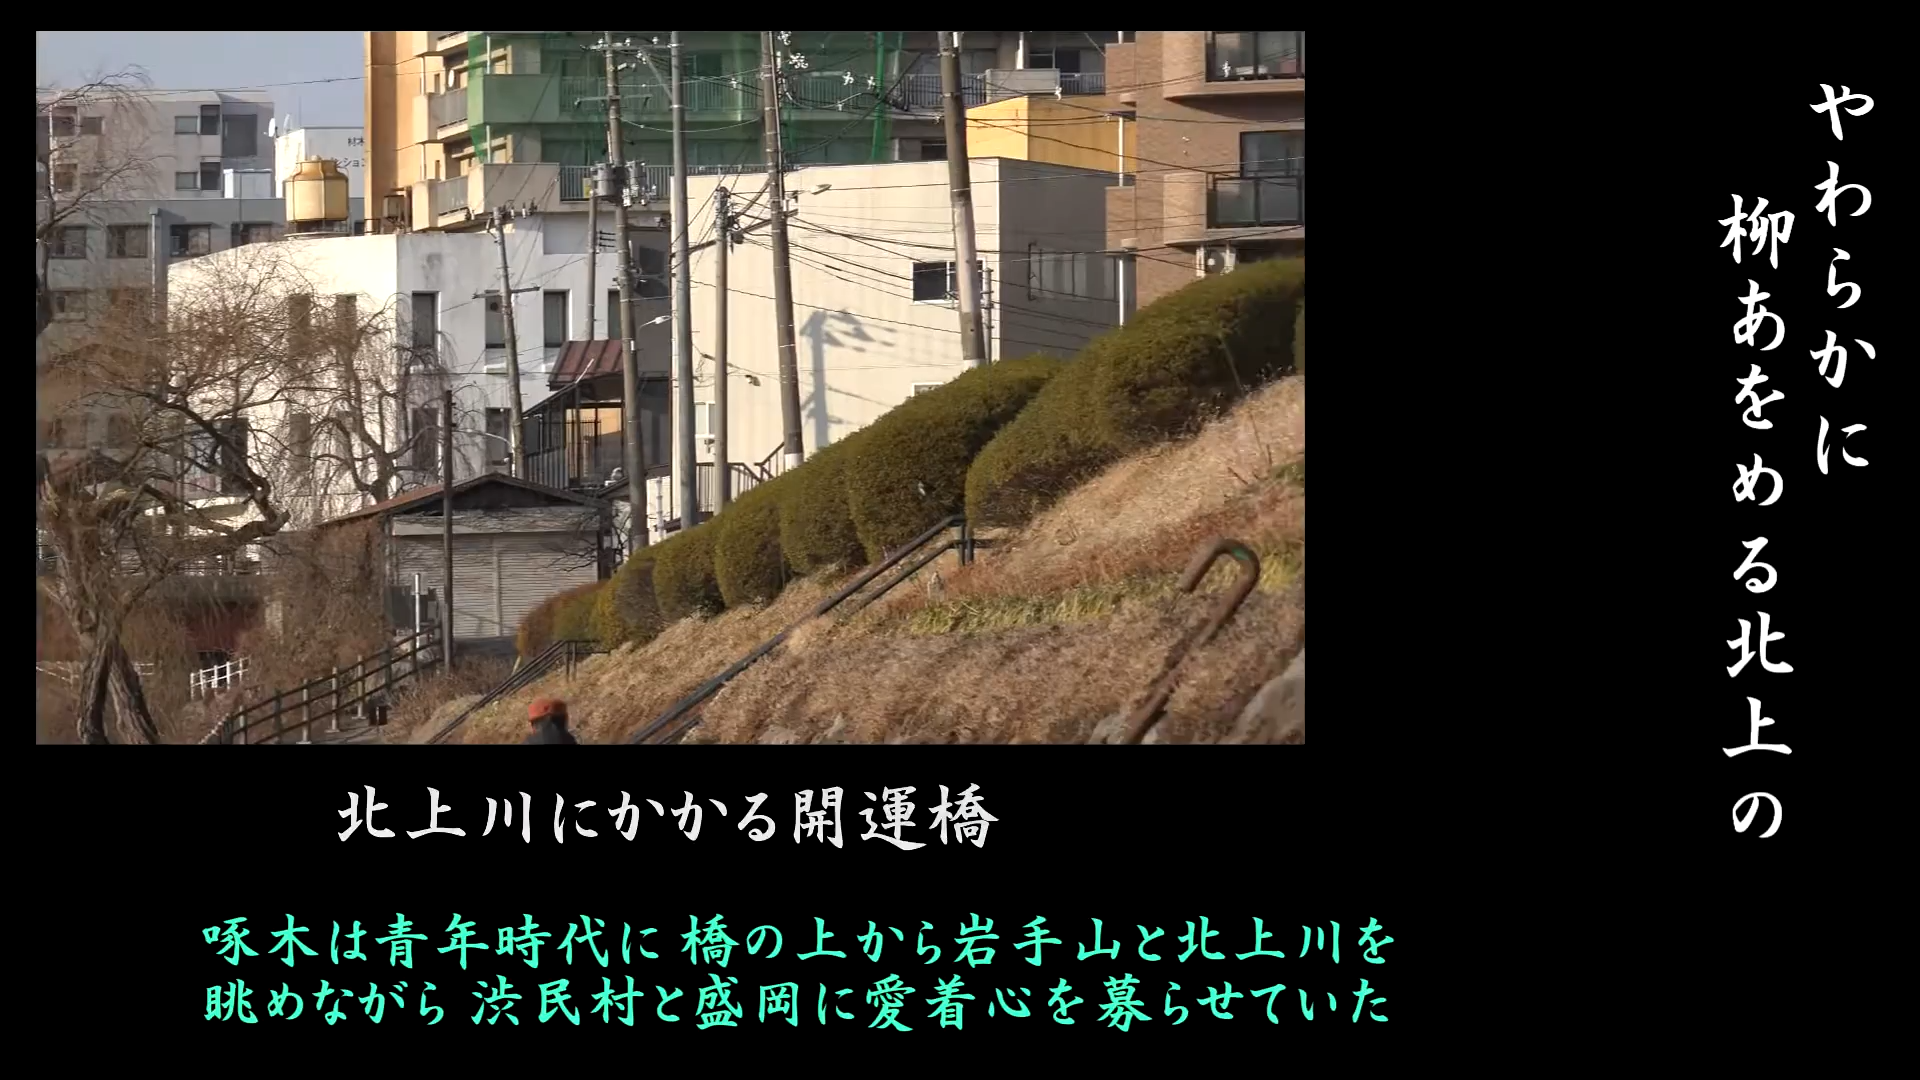 やわらかに
柳あをめる北上の
北上川にかかる開運橋
啄木は青年時代に 橋の上から岩手山と北上川を
眺めながら 渋民村と盛岡に愛着心を募らせていた